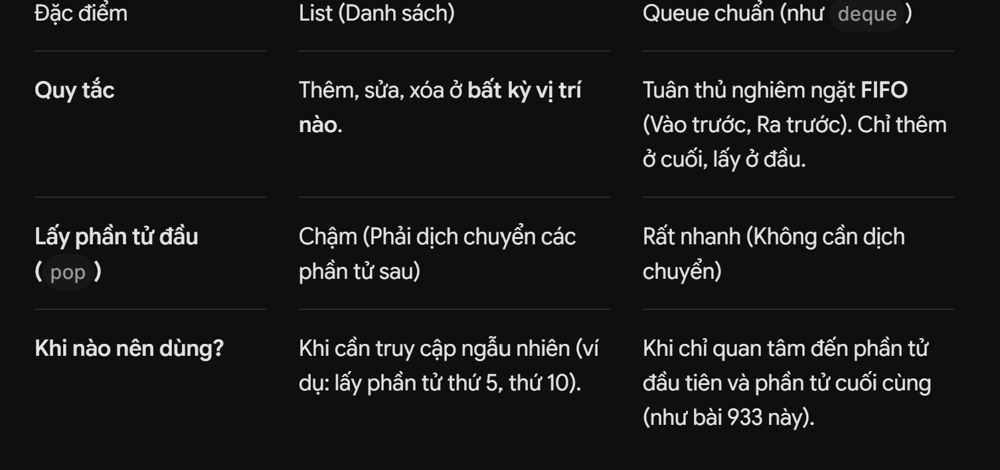 Đặc điểm
List (Danh sách)
Queue chuẩn (như deque )
Quy tắc
Thêm, sửa, xóa ở bất kỳ vị trí
nào.
Tuân thủ nghiêm ngặt FIFO
(Vào trước, Ra trước). Chỉ thêm
ở cuối, lấy ở đầu.
Lấy phần tử đầu
( pop )
Chậm (Phải dịch chuyển các
phần tử sau)
Rất nhanh (Không cần dịch
chuyển)
Khi nào nên dùng?
Khi cần truy cập ngẫu nhiên (ví
dụ: lấy phần tử thứ 5, thứ 10).
Khi chỉ quan tâm đến phần tử
đầu tiên và phần tử cuối cùng
(như bài 933 này).